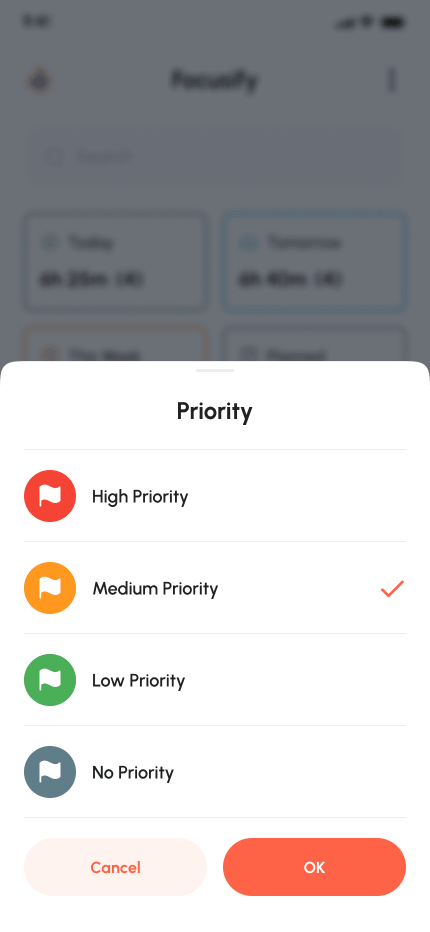 9:41
Focusify
Search
Today
Tomorrow
6h 25m (4)
6h 40m (4)
This Week
Planned
Priority
High Priority
Medium Priority
Low Priority
No Priority
Cancel
OK